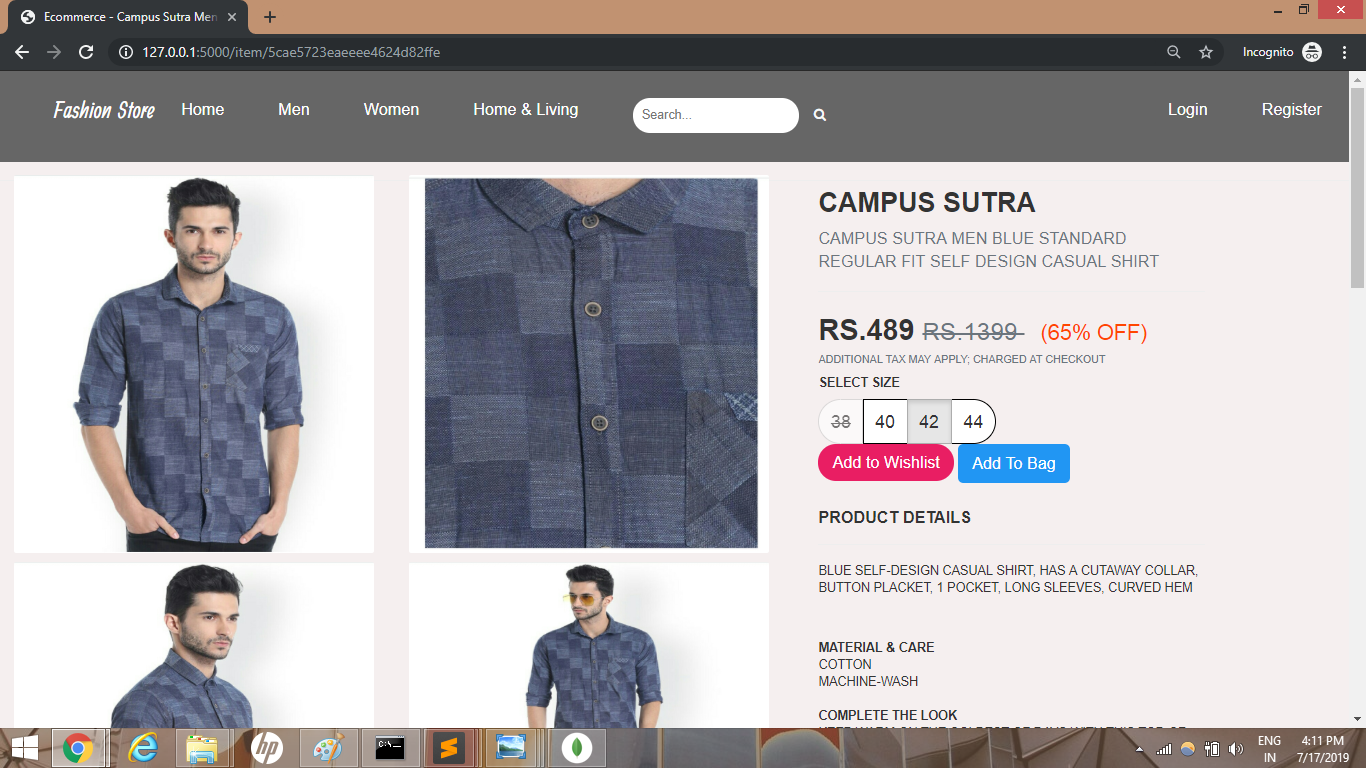 Ecommerce - Campus Sutra Men
127.0.0.1:5000/item/5cae5723eaeeee4624d82ffe
Incognito
Fashion Store Home Men Women Home & Living Search... Login Register
CAMPUS SUTRA
CAMPUS SUTRA MEN BLUE STANDARD
REGULAR FIT SELF DESIGN CASUAL SHIRT
RS.489 RS.1399 (65% OFF)
ADDITIONAL TAX MAY APPLY; CHARGED AT CHECKOUT
SELECT SIZE
38 40 42 44
Add to Wishlist Add To Bag
PRODUCT DETAILS
BLUE SELF-DESIGN CASUAL SHIRT, HAS A CUTAWAY COLLAR,
BUTTON PLACKET, 1 POCKET, LONG SLEEVES, CURVED HEM
MATERIAL & CARE
COTTON
MACHINE-WASH
COMPLETE THE LOOK
hp
C:\_
ENG 4:11 PM
IN 7/17/2019